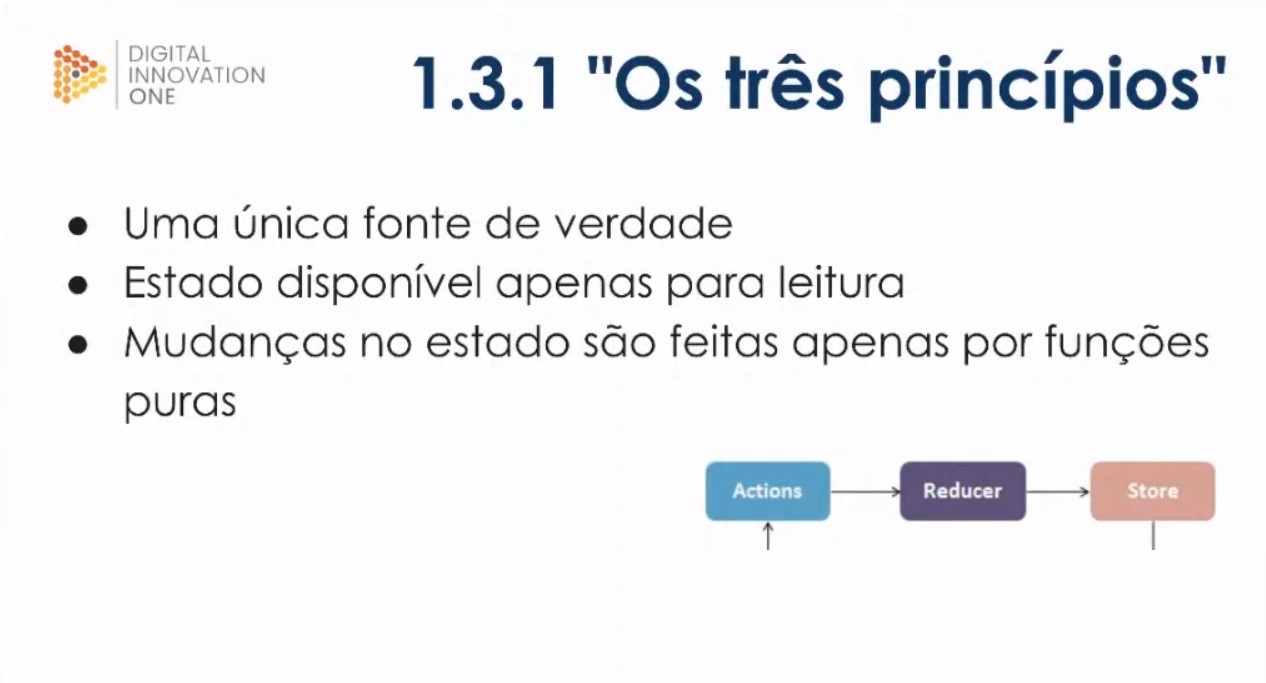 DIGITAL
INNOVATION
ONE
1.3.1 "Os três princípios"
● Uma única fonte de verdade
● Estado disponível apenas para leitura
● Mudanças no estado são feitas apenas por funções
puras
Actions
Reducer
Store